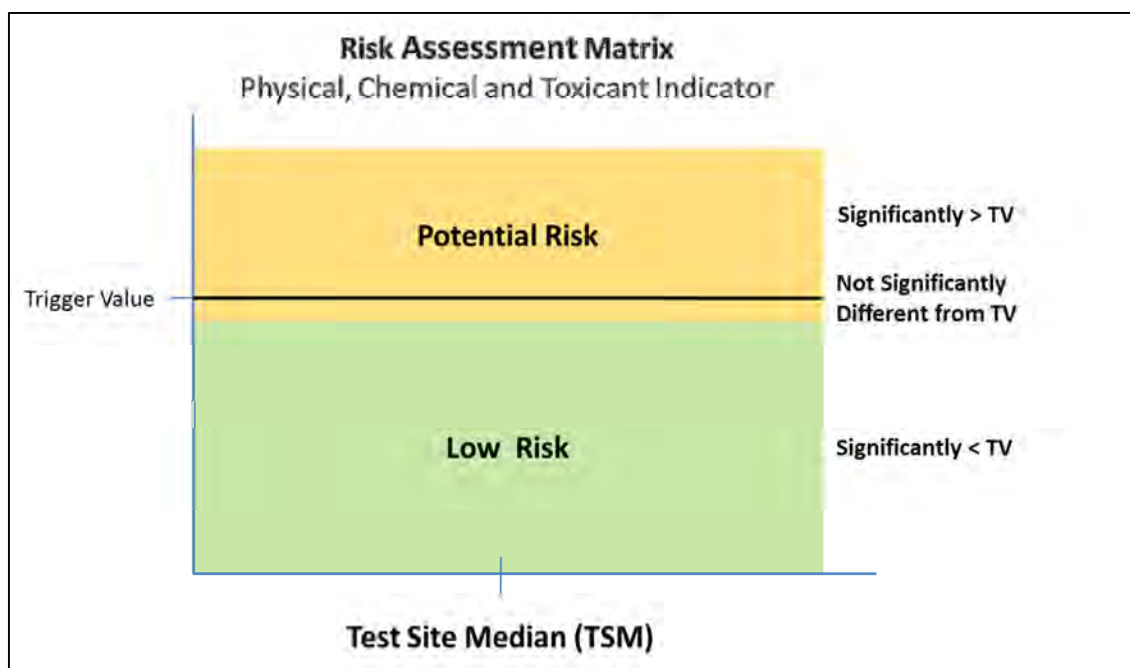 Risk Assessment Matrix
Physical, Chemical and Toxicant Indicator
Significantly > TV
Potential Risk
Trigger Value
Not Significantly
Different from TV
Low Risk
Significantly < TV
Test Site Median (TSM)